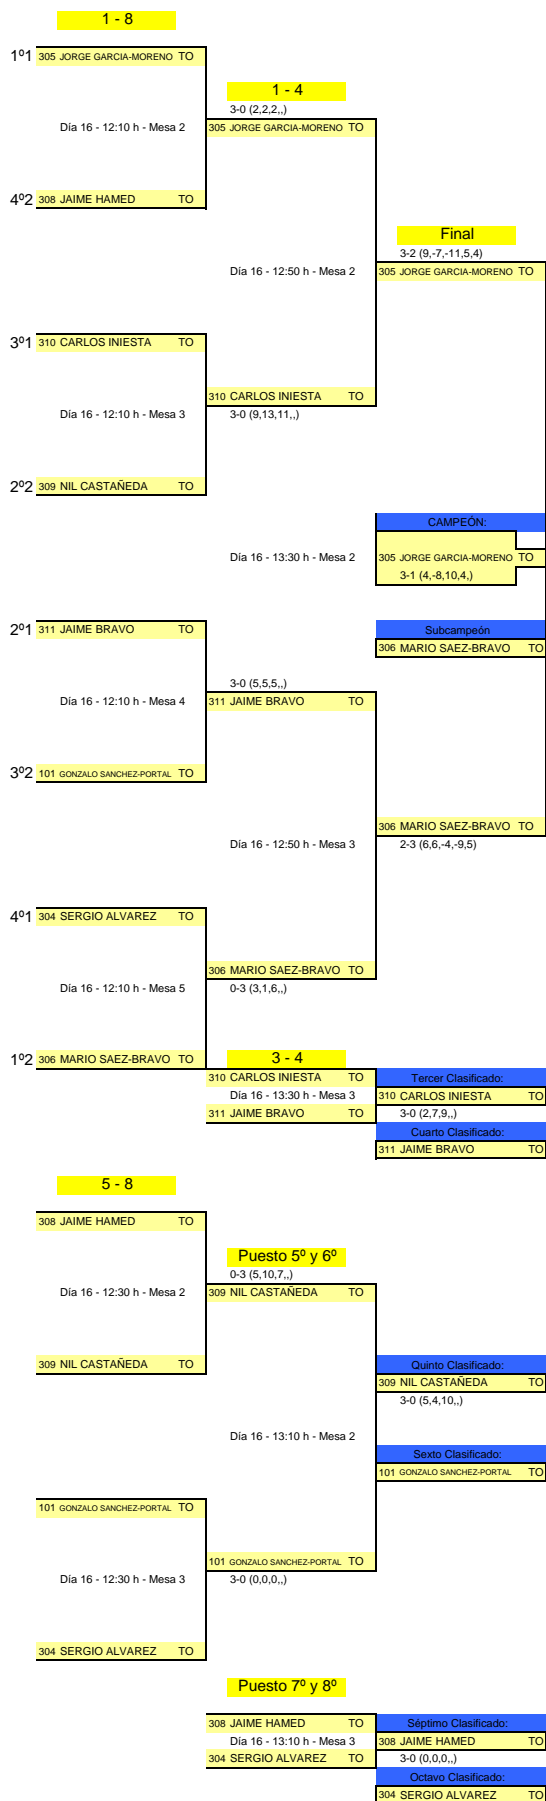 1 - 8
1º1 305 JORGE GARCIA-MORENO TO
1 - 4
3-0 (2,2,2,,)
Día 16 - 12:10 h - Mesa 2
305 JORGE GARCIA-MORENO TO
4º2 308 JAIME HAMED TO
Final
3-2 (9,-7,-11,5,4)
Día 16 - 12:50 h - Mesa 2
305 JORGE GARCIA-MORENO TO
3º1 310 CARLOS INIESTA TO
310 CARLOS INIESTA TO
Día 16 - 12:10 h - Mesa 3
3-0 (9,13,11,,)
2º2 309 NIL CASTAÑEDA TO
CAMPEÓN:
Día 16 - 13:30 h - Mesa 2
305 JORGE GARCIA-MORENO TO
3-1 (4,-8,10,4,)
2º1 311 JAIME BRAVO TO
Subcampeón
306 MARIO SAEZ-BRAVO TO
3-0 (5,5,5,,)
Día 16 - 12:10 h - Mesa 4
311 JAIME BRAVO TO
3º2 101 GONZALO SANCHEZ-PORTAL TO
306 MARIO SAEZ-BRAVO TO
Día 16 - 12:50 h - Mesa 3
2-3 (6,6,-4,-9,5)
4º1 304 SERGIO ALVAREZ TO
306 MARIO SAEZ-BRAVO TO
Día 16 - 12:10 h - Mesa 5
0-3 (3,1,6,,)
1º2 306 MARIO SAEZ-BRAVO TO
3 - 4
310 CARLOS INIESTA TO
Tercer Clasificado:
Día 16 - 13:30 h - Mesa 3
310 CARLOS INIESTA TO
311 JAIME BRAVO TO
3-0 (2,7,9,,)
Cuarto Clasificado:
311 JAIME BRAVO TO
5 - 8
308 JAIME HAMED TO
Puesto 5º y 6º
0-3 (5,10,7,,)
Día 16 - 12:30 h - Mesa 2
309 NIL CASTAÑEDA TO
309 NIL CASTAÑEDA TO
Quinto Clasificado:
309 NIL CASTAÑEDA TO
3-0 (5,4,10,,)
Día 16 - 13:10 h - Mesa 2
Sexto Clasificado:
101 GONZALO SANCHEZ-PORTAL TO
101 GONZALO SANCHEZ-PORTAL TO
101 GONZALO SANCHEZ-PORTAL TO
Día 16 - 12:30 h - Mesa 3
3-0 (0,0,0,,)
304 SERGIO ALVAREZ TO
Puesto 7º y 8º
308 JAIME HAMED TO
Séptimo Clasificado:
Día 16 - 13:10 h - Mesa 3
308 JAIME HAMED TO
304 SERGIO ALVAREZ TO
3-0 (0,0,0,,)
Octavo Clasificado:
304 SERGIO ALVAREZ TO